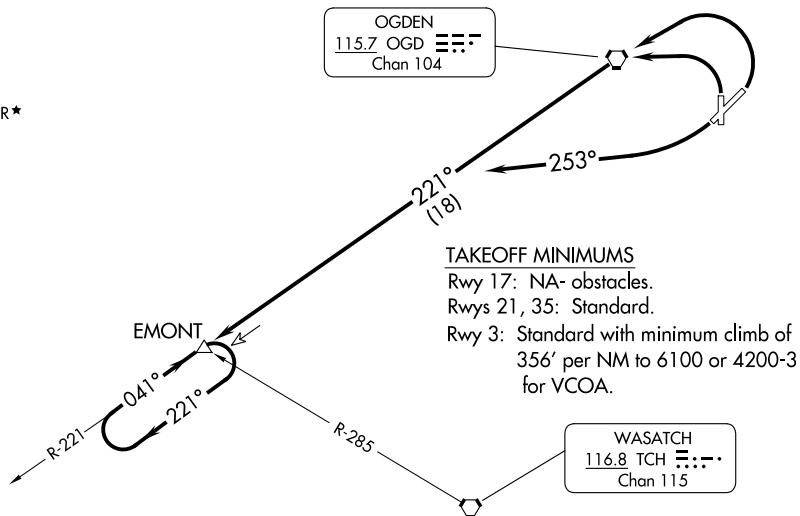 OGDEN
115.7 OGD
Chan 104
R★
253°
221°
(18)
TAKEOFF MINIMUMS
Rwy 17: NA- obstacles.
Rwys 21, 35: Standard.
Rwy 3: Standard with minimum climb of
356' per NM to 6100 or 4200-3
for VCOA.
EMONT
041°
221°
R-221
R-285
WASATCH
116.8 TCH
Chan 115